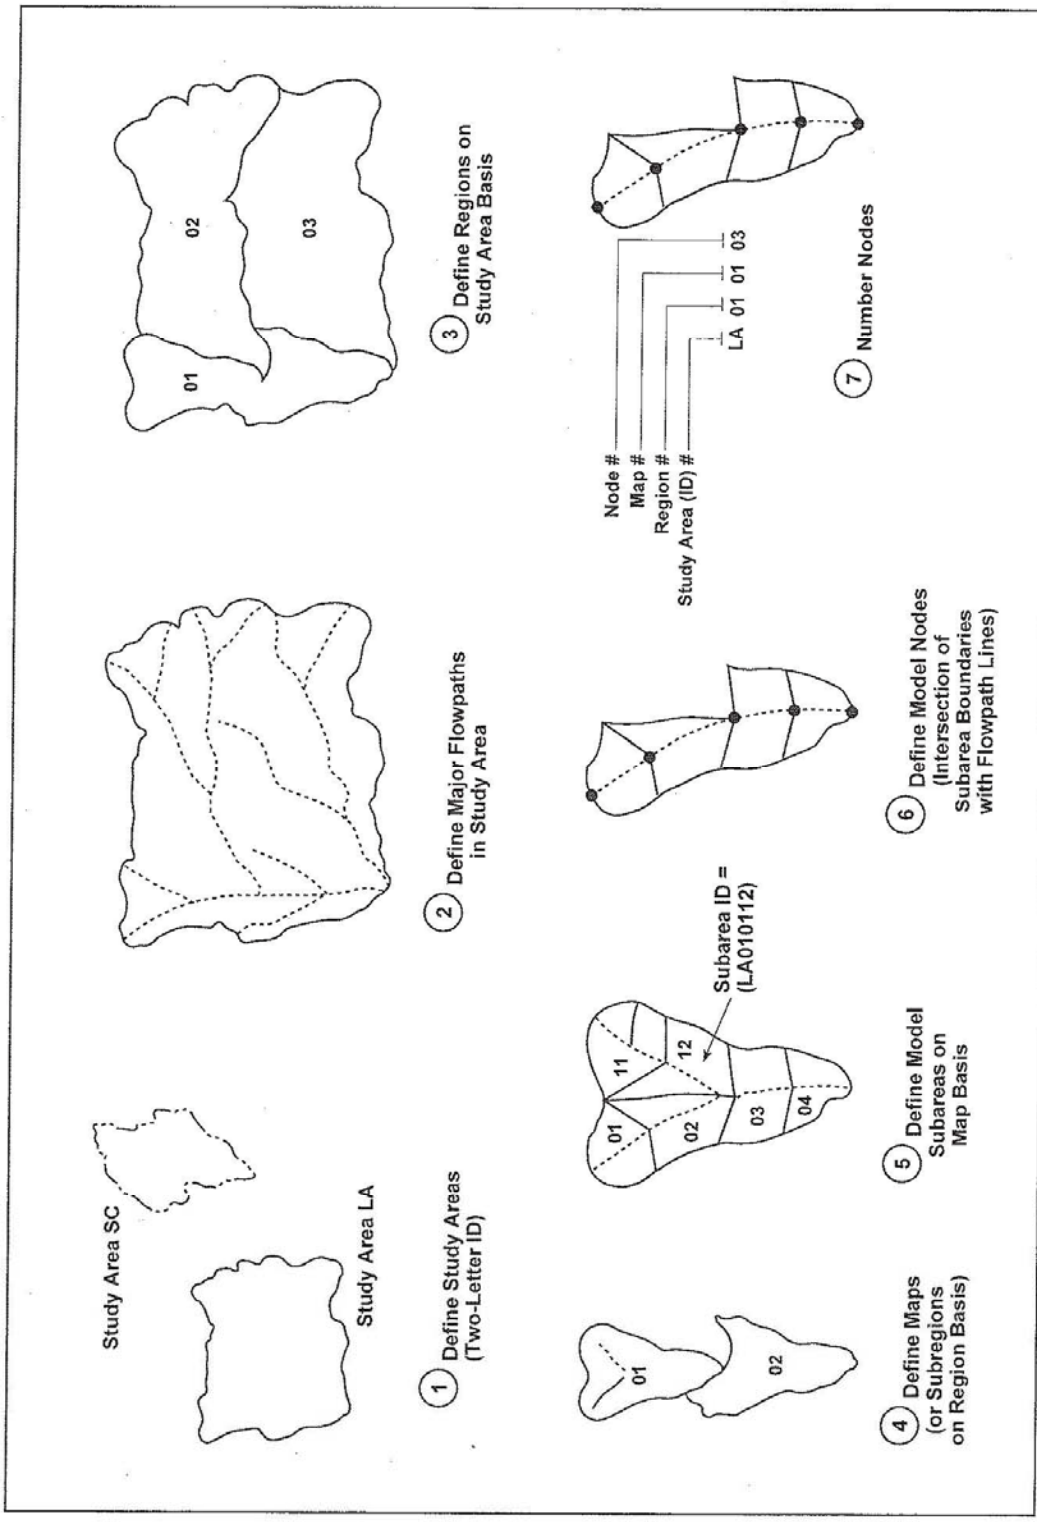 Study Area SC
Study Area LA
1 Define Study Areas
(Two-Letter ID)
2 Define Major Flowpaths
in Study Area
01
02
03
3 Define Regions on
Study Area Basis
01
02
4 Define Maps
(or Subregions
on Region Basis)
01
11
02
12
03
04
Subarea ID =
(LA010112)
5 Define Model
Subareas on
Map Basis
6 Define Model Nodes
(Intersection of
Subarea Boundaries
with Flowpath Lines)
Node #
Map #
Region #
Study Area (ID) #
LA 01 01 03
7 Number Nodes